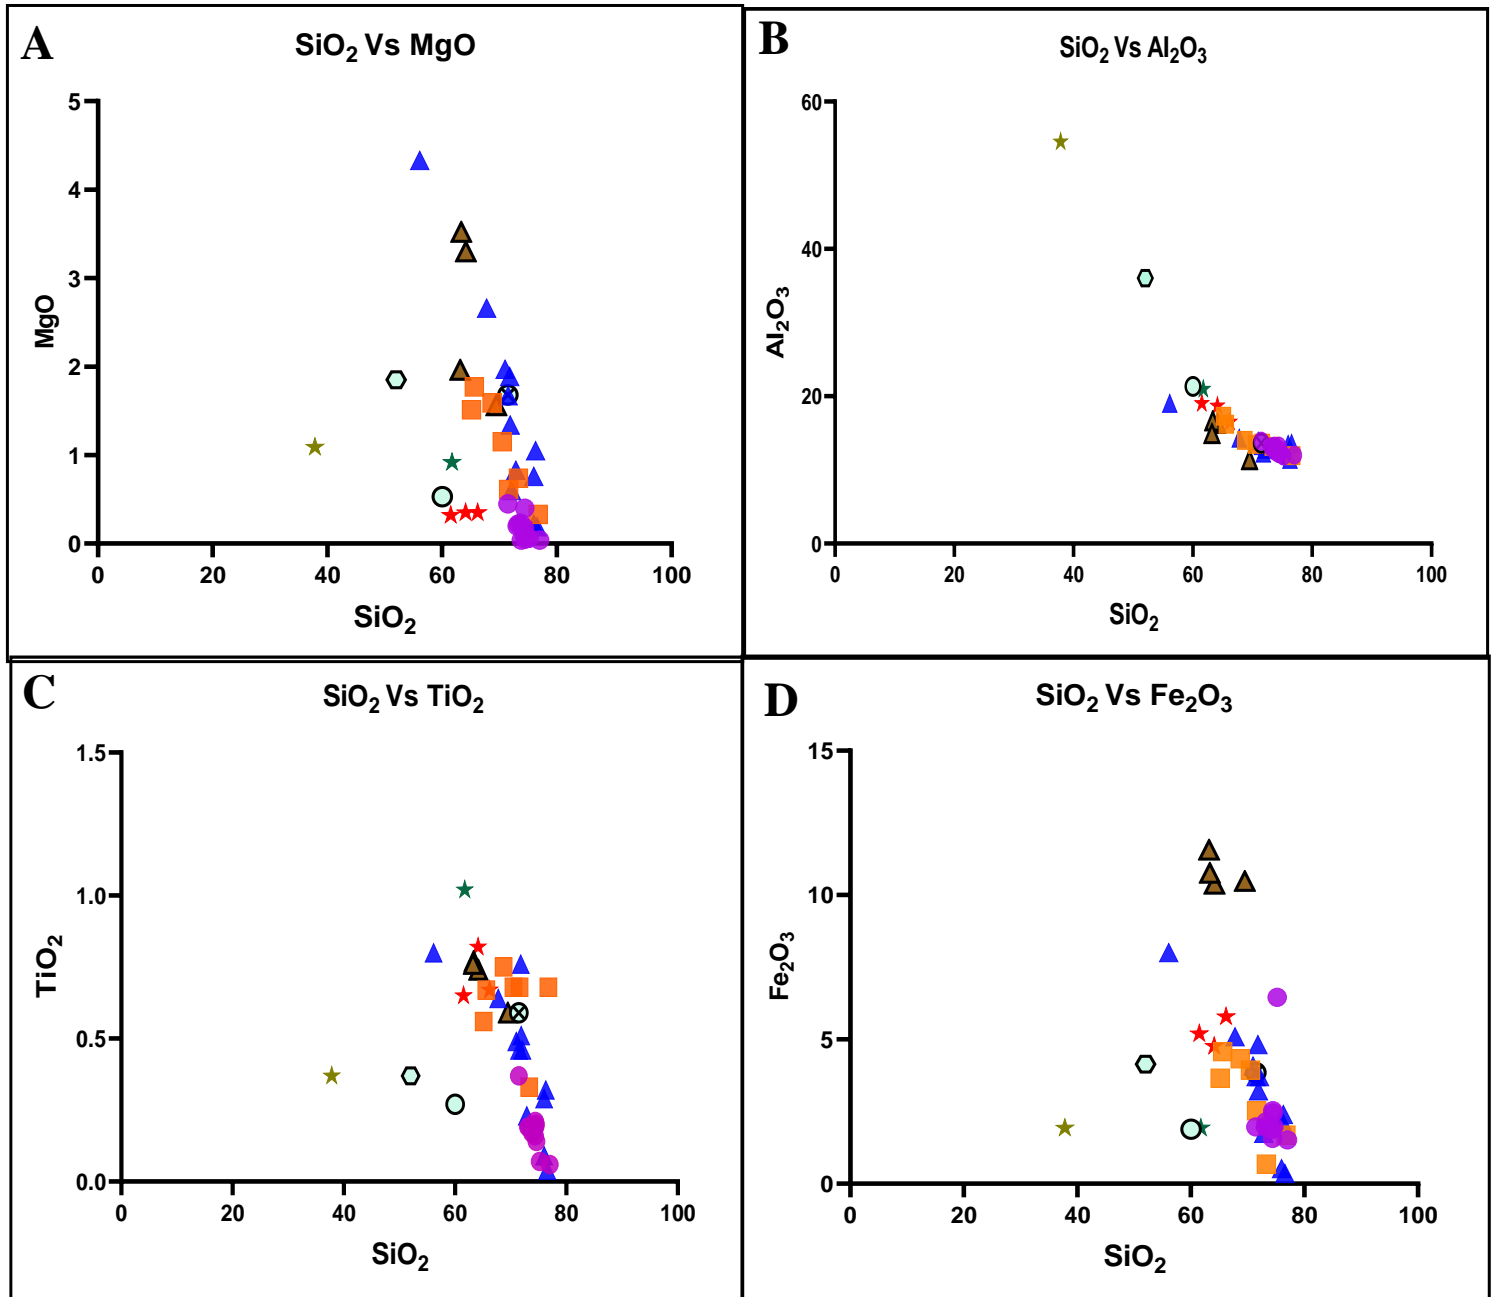 A
SiO₂ Vs MgO
5
4
3
2
1
0
MgO
0 20 40 60 80 100
SiO₂
B
SiO₂ Vs Al₂O₃
60
40
20
0
Al₂O₃
0 20 40 60 80 100
SiO₂
C
SiO₂ Vs TiO₂
1.5
1.0
0.5
0.0
TiO₂
0 20 40 60 80 100
SiO₂
D
SiO₂ Vs Fe₂O₃
15
10
5
0
Fe₂O₃
0 20 40 60 80 100
SiO₂